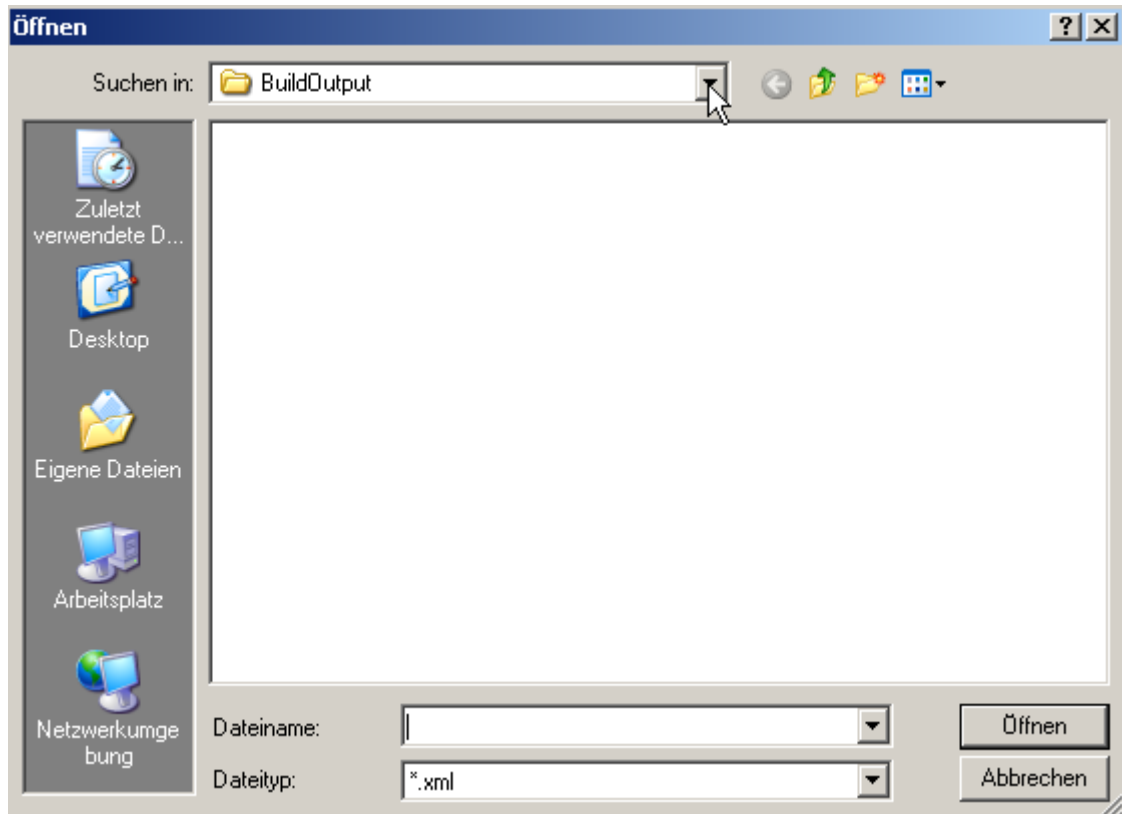 Öffnen
Suchen in:
BuildOutput
Zuletzt
verwendete D...
Desktop
Eigene Dateien
Arbeitsplatz
Netzwerkumge
bung
Dateiname:
Öffnen
Dateityp:
*.xml
Abbrechen